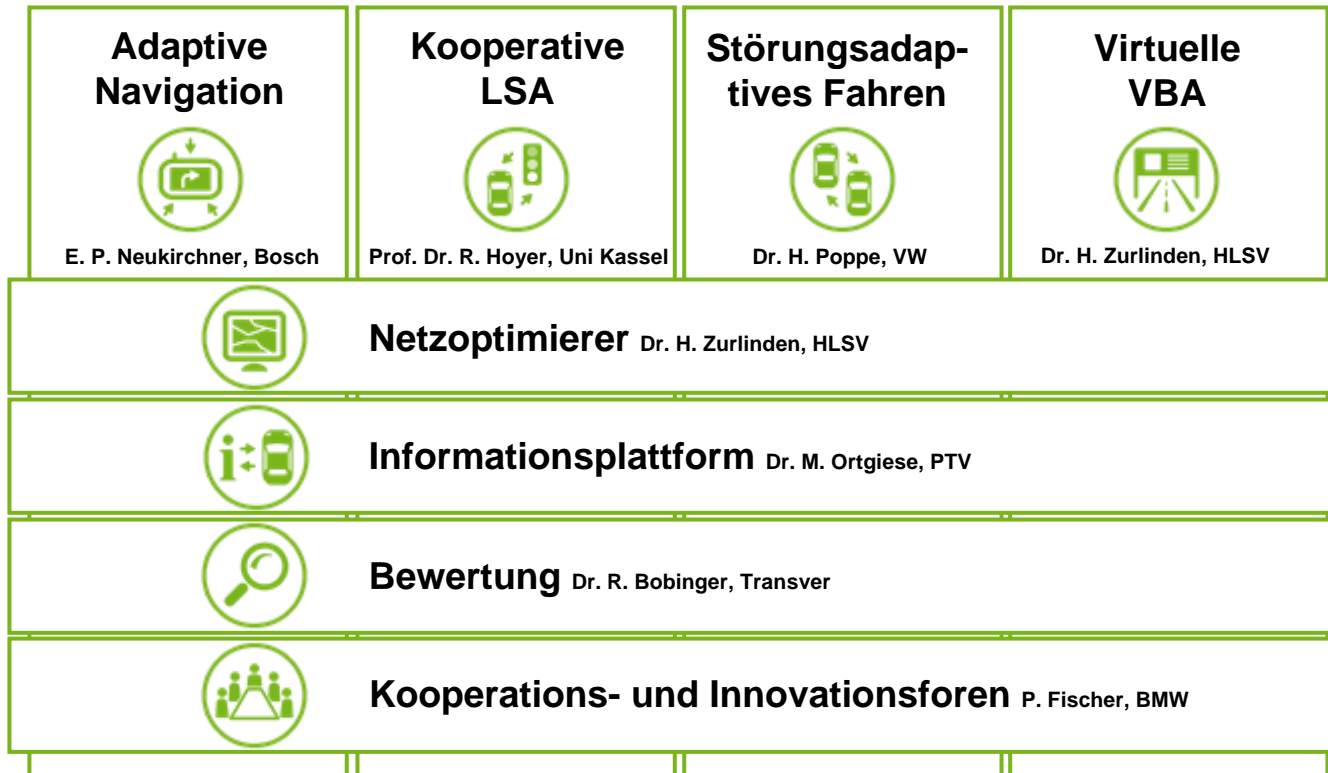 Adaptive
Navigation
E. P. Neukirchner, Bosch
Kooperative
LSA
Prof. Dr. R. Hoyer, Uni Kassel
Störungsadap-
tives Fahren
Dr. H. Poppe, VW
Virtuelle
VBA
Dr. H. Zurlinden, HLSV
Netzoptimierer Dr. H. Zurlinden, HLSV
Informationsplattform Dr. M. Ortgiese, PTV
Bewertung Dr. R. Bobinger, Transver
Kooperations- und Innovationsforen P. Fischer, BMW